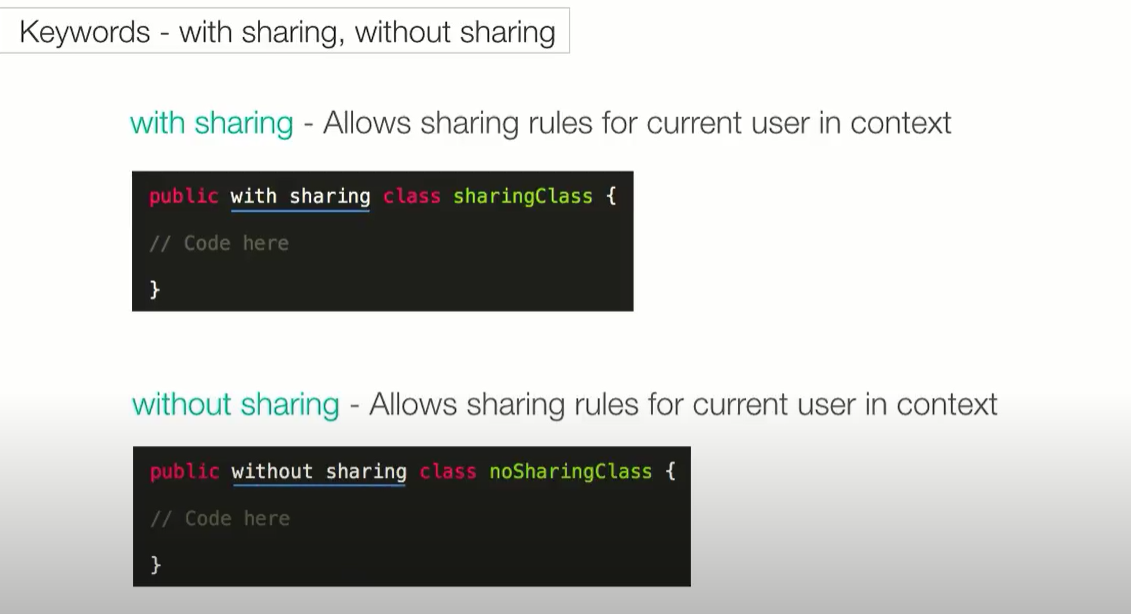 Keywords - with sharing, without sharing
with sharing - Allows sharing rules for current user in context
public with sharing class sharingClass {
// Code here
}
without sharing - Allows sharing rules for current user in context
public without sharing class noSharingClass {
// Code here
}